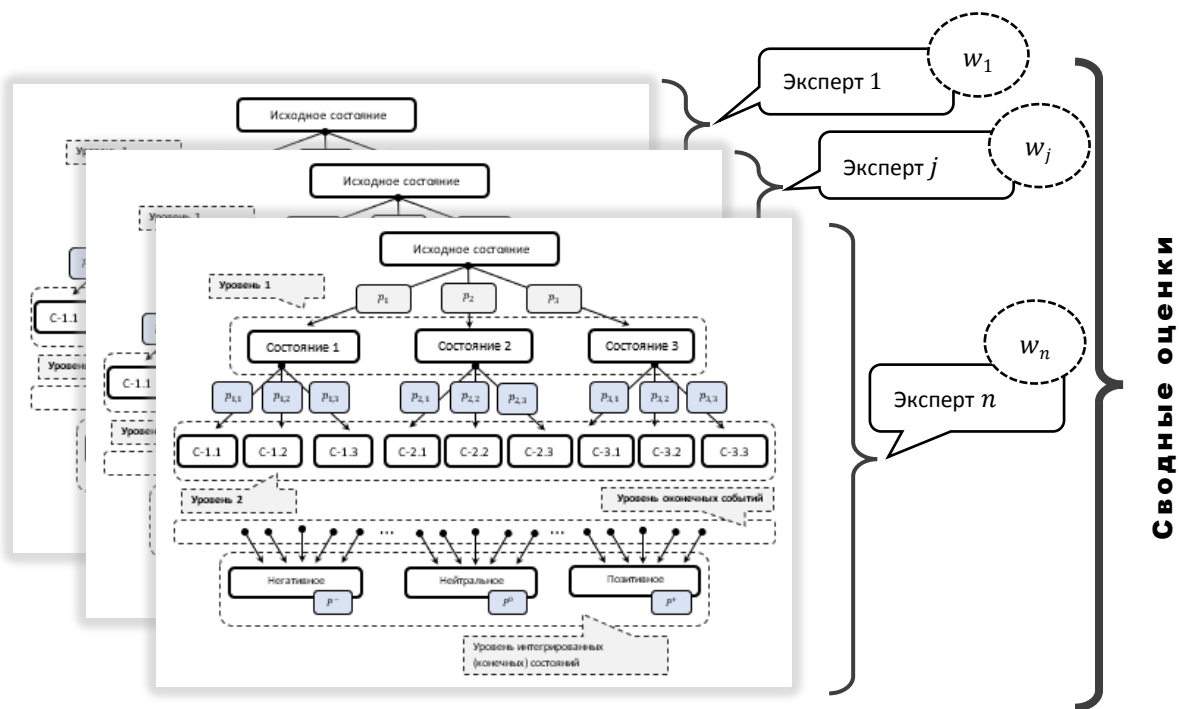 Эксперт 1
w₁
Исходное состояние
Эксперт j
wⱼ
Исходное состояние
Уровень 1
Исходное состояние
Уровень 1
p₁
p₂
p₃
С-1.1
Состояние 1
Состояние 2
Состояние 3
wₙ
С-1.1
p₁,₁
p₁,₂
p₁,₃
p₂,₁
p₂,₂
p₂,₃
p₃,₁
p₃,₂
p₃,₃
Эксперт n
С-1.1
С-1.2
С-1.3
С-2.1
С-2.2
С-2.3
С-3.1
С-3.2
С-3.3
Уровень 2
Уровень оконечных событий
...
...
Негативное
Нейтральное
Позитивное
P⁻
P⁰
P⁺
Уровень интегрированных
(конечных) состояний
Сводные оценки